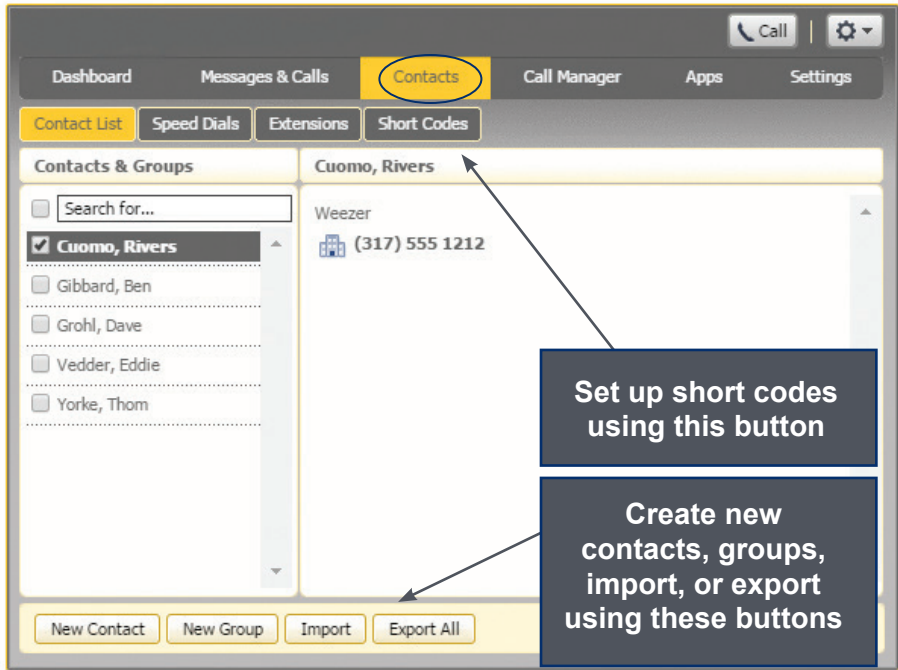 Call
Dashboard Messages & Calls Contacts Call Manager Apps Settings
Contact List Speed Dials Extensions Short Codes
Contacts & Groups
Cuomo, Rivers
Search for...
Cuomo, Rivers
Gibbard, Ben
Grohl, Dave
Vedder, Eddie
Yorke, Thom
Weezer
(317) 555 1212
Set up short codes
using this button
Create new
contacts, groups,
import, or export
using these buttons
New Contact New Group Import Export All